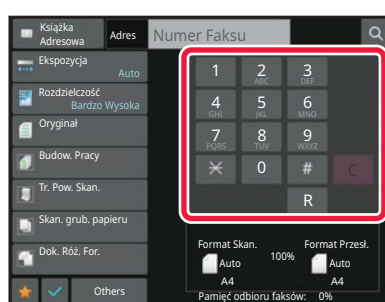 Książka
Adresowa
Adres
Numer Faksu
Ekspozycja
Auto
Rozdzielczość
Bardzo Wysoka
Oryginał
Budow. Pracy
Tr. Pow. Skan.
Skan. grub. papieru
Dok. Róż. For.
Others
1 2 3
ABC DEF
4 5 6
GHI JKL MNO
7 8 9
PQRS TUV WXYZ
0 # C
R
Format Skan. Format Przesł.
Auto 100% Auto
A4 A4
Pamięć odbioru faksów: 0%